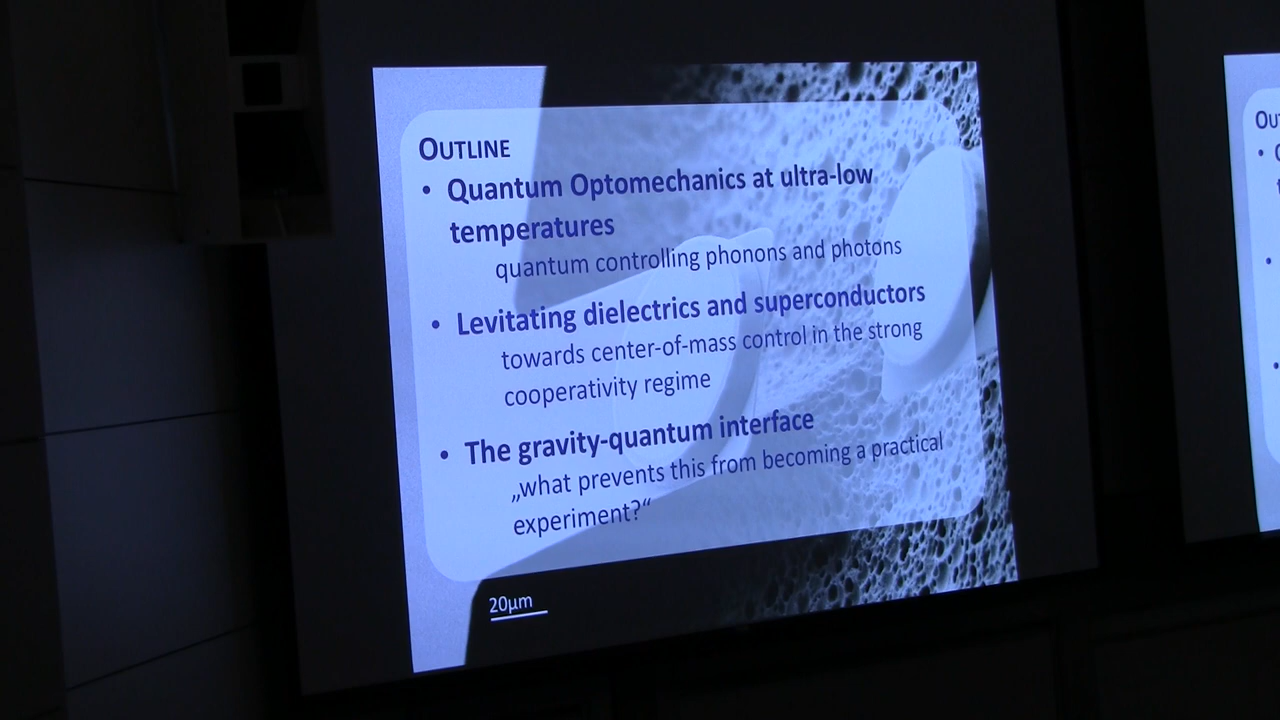 OUTLINE
• Quantum Optomechanics at ultra-low
temperatures
quantum controlling phonons and photons
• Levitating dielectrics and superconductors
towards center-of-mass control in the strong
cooperativity regime
• The gravity-quantum interface
„what prevents this from becoming a practical
experiment?“
20µm